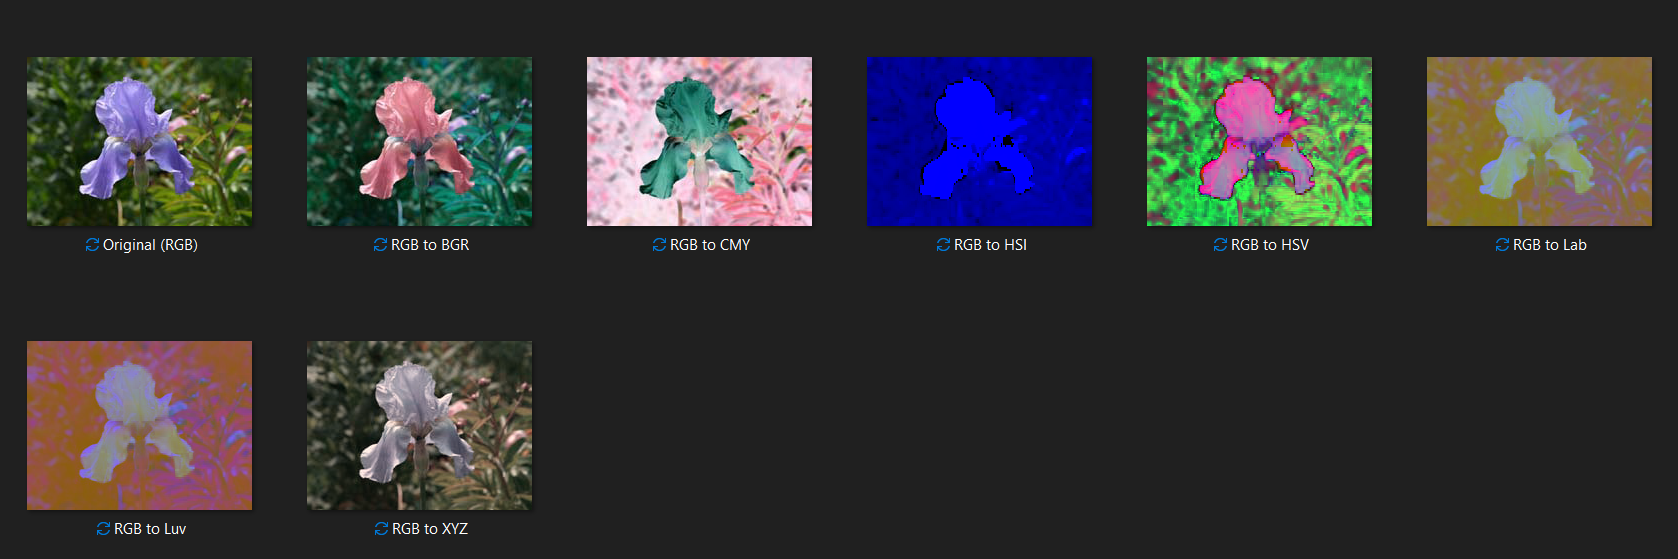 Original (RGB)
RGB to BGR
RGB to CMY
RGB to HSI
RGB to HSV
RGB to Lab
RGB to Luv
RGB to XYZ